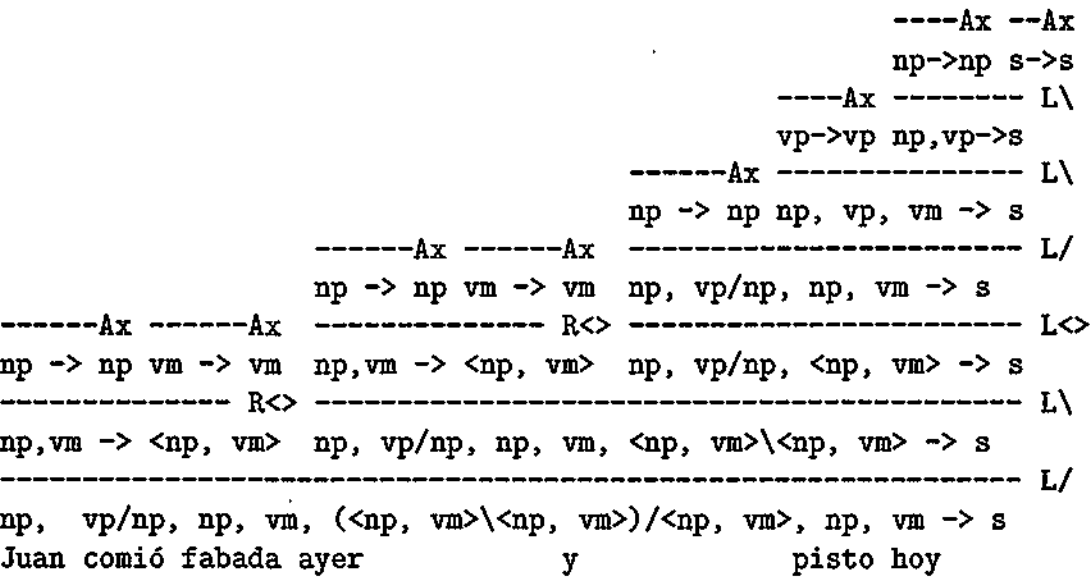 ----Ax --Ax
np->np s->s
----Ax -------- L\
vp->vp np,vp->s
------Ax --------------- L\
np -> np np, vp, vm -> s
------Ax ------Ax ------------------------ L/
np -> np vm -> vm np, vp/np, np, vm -> s
------Ax ------Ax -------------- R<> ------------------------ L<>
np -> np vm -> vm np,vm -> <np, vm> np, vp/np, <np, vm> -> s
-------------- R<> ------------------------------------------- L\
np,vm -> <np, vm> np, vp/np, np, vm, <np, vm>\<np, vm> -> s
--------------------------------------------------------------- L/
np, vp/np, np, vm, (<np, vm>\<np, vm>)/<np, vm>, np, vm -> s
Juan comió fabada ayer y pisto hoy